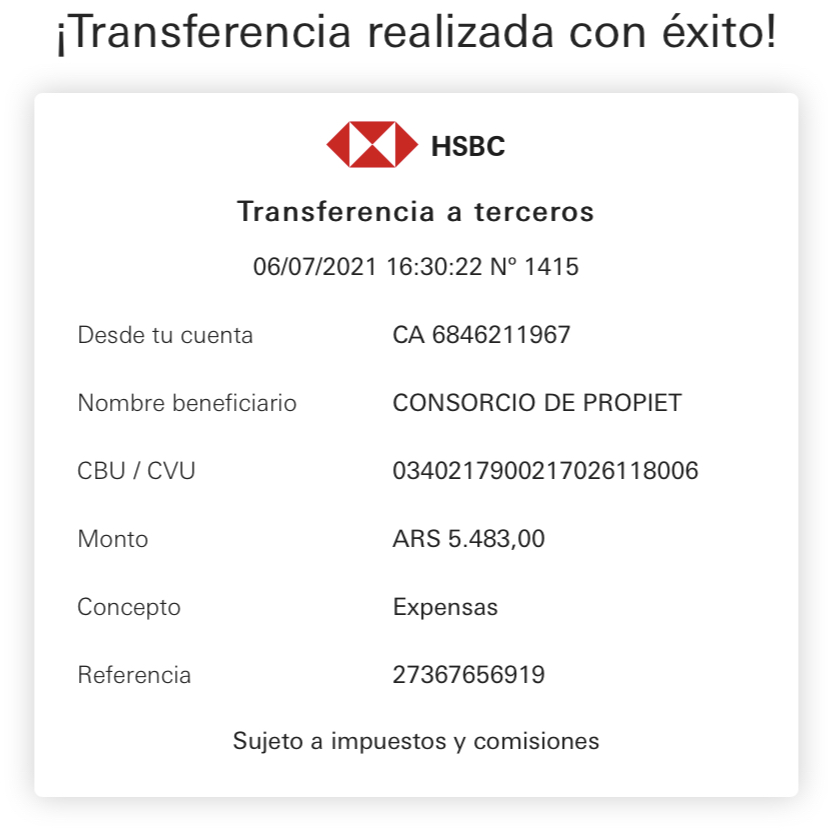 ¡Transferencia realizada con éxito!
HSBC
Transferencia a terceros
06/07/2021 16:30:22 Nº 1415
Desde tu cuenta CA 6846211967
Nombre beneficiario CONSORCIO DE PROPIET
CBU / CVU 0340217900217026118006
Monto ARS 5.483,00
Concepto Expensas
Referencia 27367656919
Sujeto a impuestos y comisiones